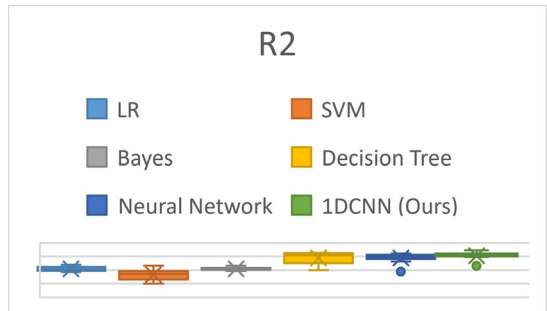 R2
LR SVM
Bayes Decision Tree
Neural Network 1DCNN (Ours)